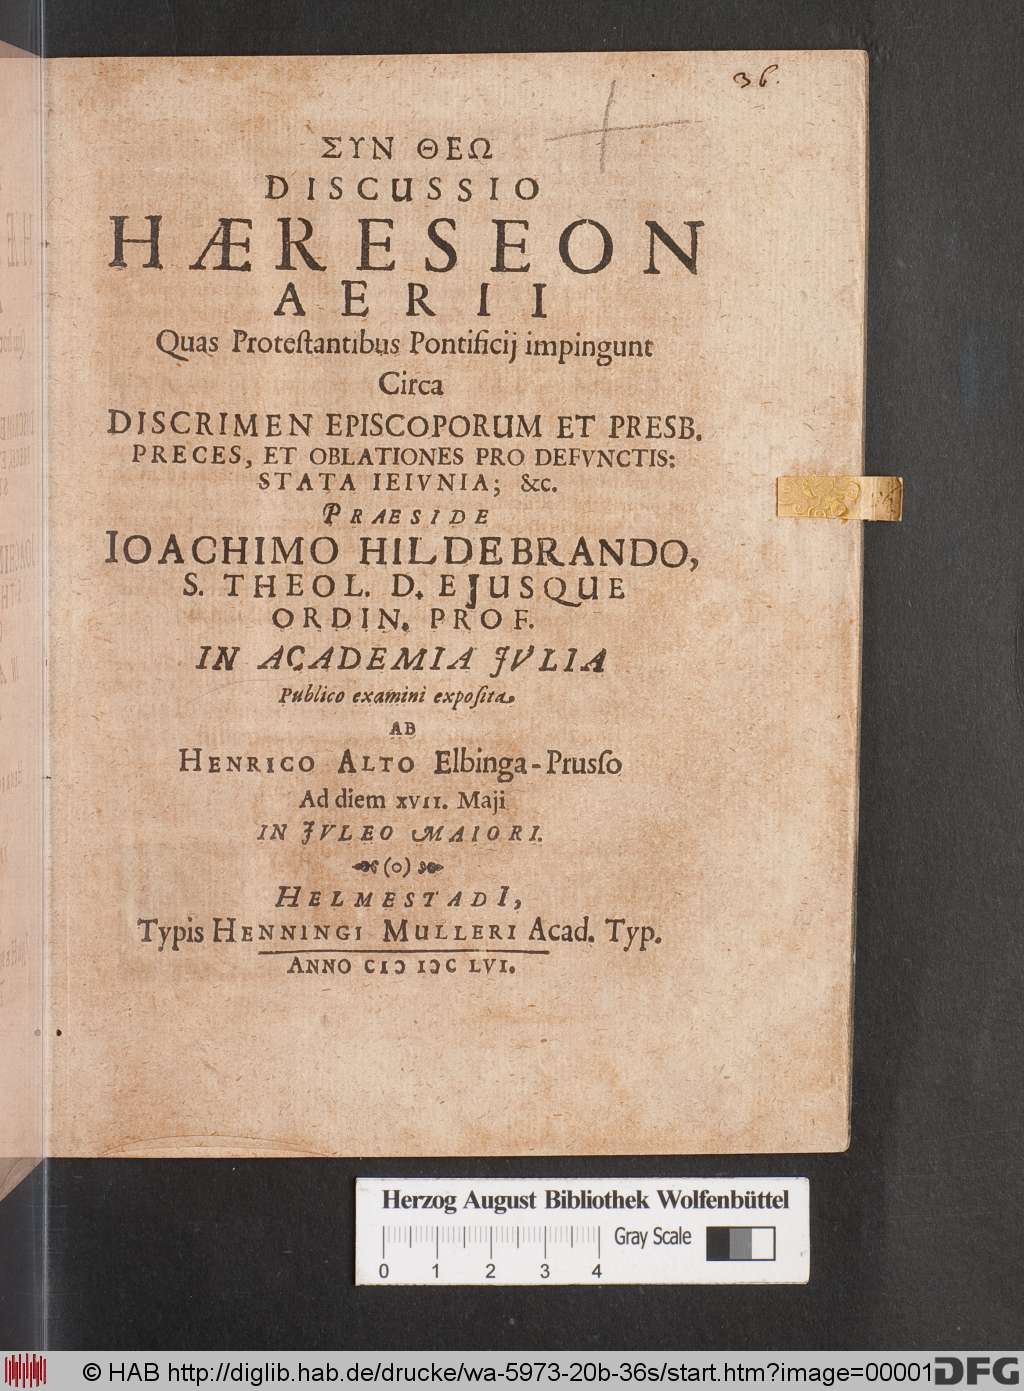 36.
ΣΥΝ ΘΕΩ
DISCUSSIO
HÆRESEON
AERII
Quas Proteſtantibus Pontificij impingunt
Circa
DISCRIMEN EPISCOPORUM ET PRESB.
PRECES, ET OBLATIONES PRO DEFVNCTIS:
STATA IEIVNIA; &c.
PRAESIDE
IOACHIMO HILDEBRANDO,
S. THEOL. D. EJUSQUE
ORDIN. PROF.
IN ACADEMIA JVLIA
Publico examini expoſita
AB
HENRICO ALTO Elbinga-Prusſo
Ad diem XVII. Maji
IN JVLEO MAIORI.
(o)
HELMESTADI,
Typis HENNINGI MULLERI Acad. Typ.
ANNO CIↃ IↃC LVI.
Herzog August Bibliothek Wolfenbüttel
Gray Scale
0 1 2 3 4
© HAB http://diglib.hab.de/drucke/wa-5973-20b-36s/start.htm?image=00001
DFG